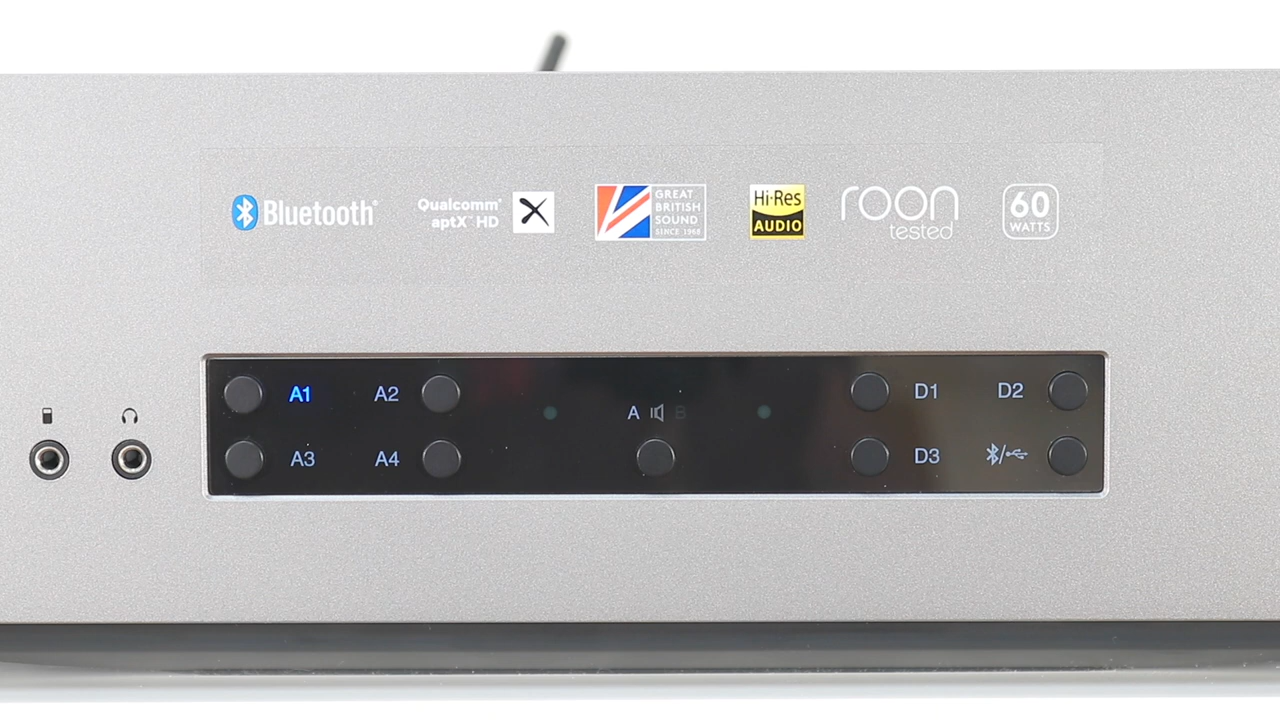 Bluetooth®
Qualcomm®
aptX™ HD
GREAT
BRITISH
SOUND
SINCE 1968
Hi-Res
AUDIO
roon
tested
60
WATTS
A1 A2 A B D1 D2
A3 A4 D3 /